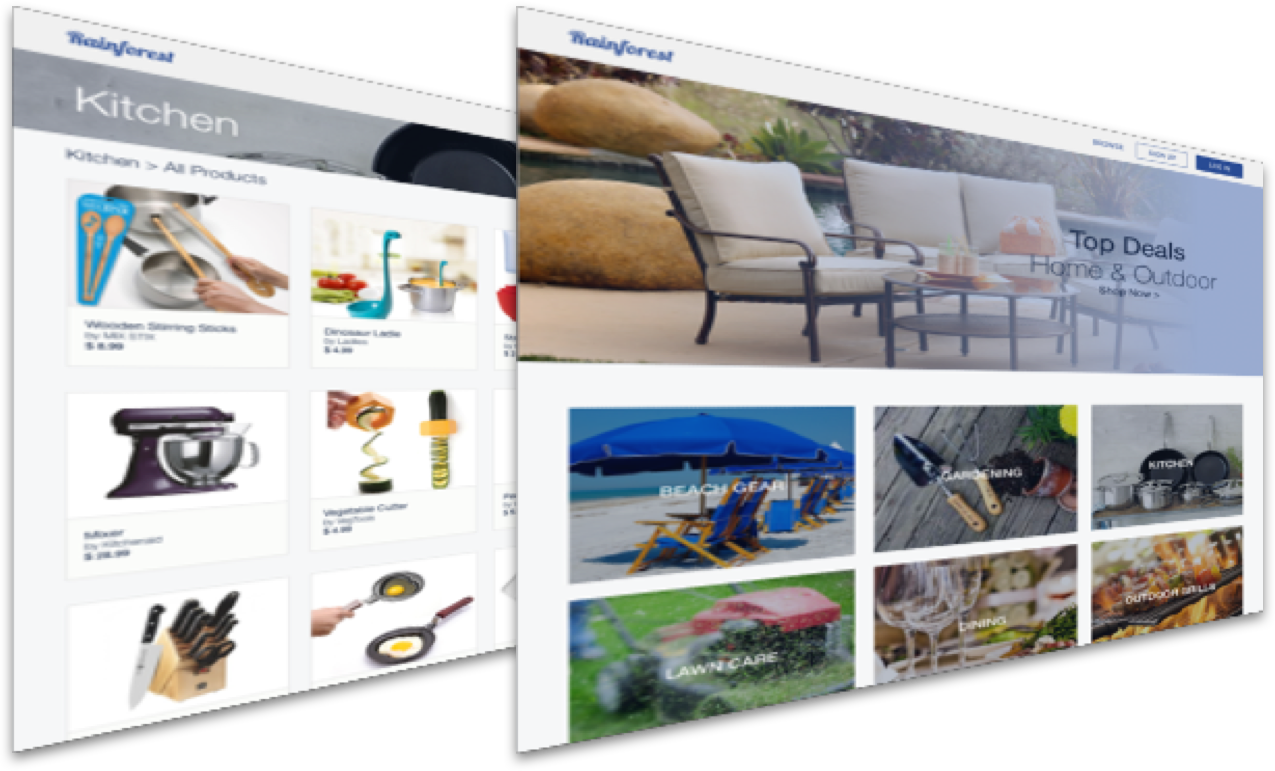 Rainforest
Kitchen
Kitchen > All Products
Wooden Stirring Sticks
by MIX STIX
$ 8.99
Dinosaur Ladle
by Ladles
$ 4.99
Mixer
by Kitchenaid
$ 28.99
Vegetable Cutter
by VegTools
$ 4.99
Rainforest
BROWSE
SIGN UP
LOG IN
Top Deals
Home & Outdoor
Shop Now >
BEACH GEAR
GARDENING
KITCHEN
LAWN CARE
DINING
OUTDOOR GRILLS